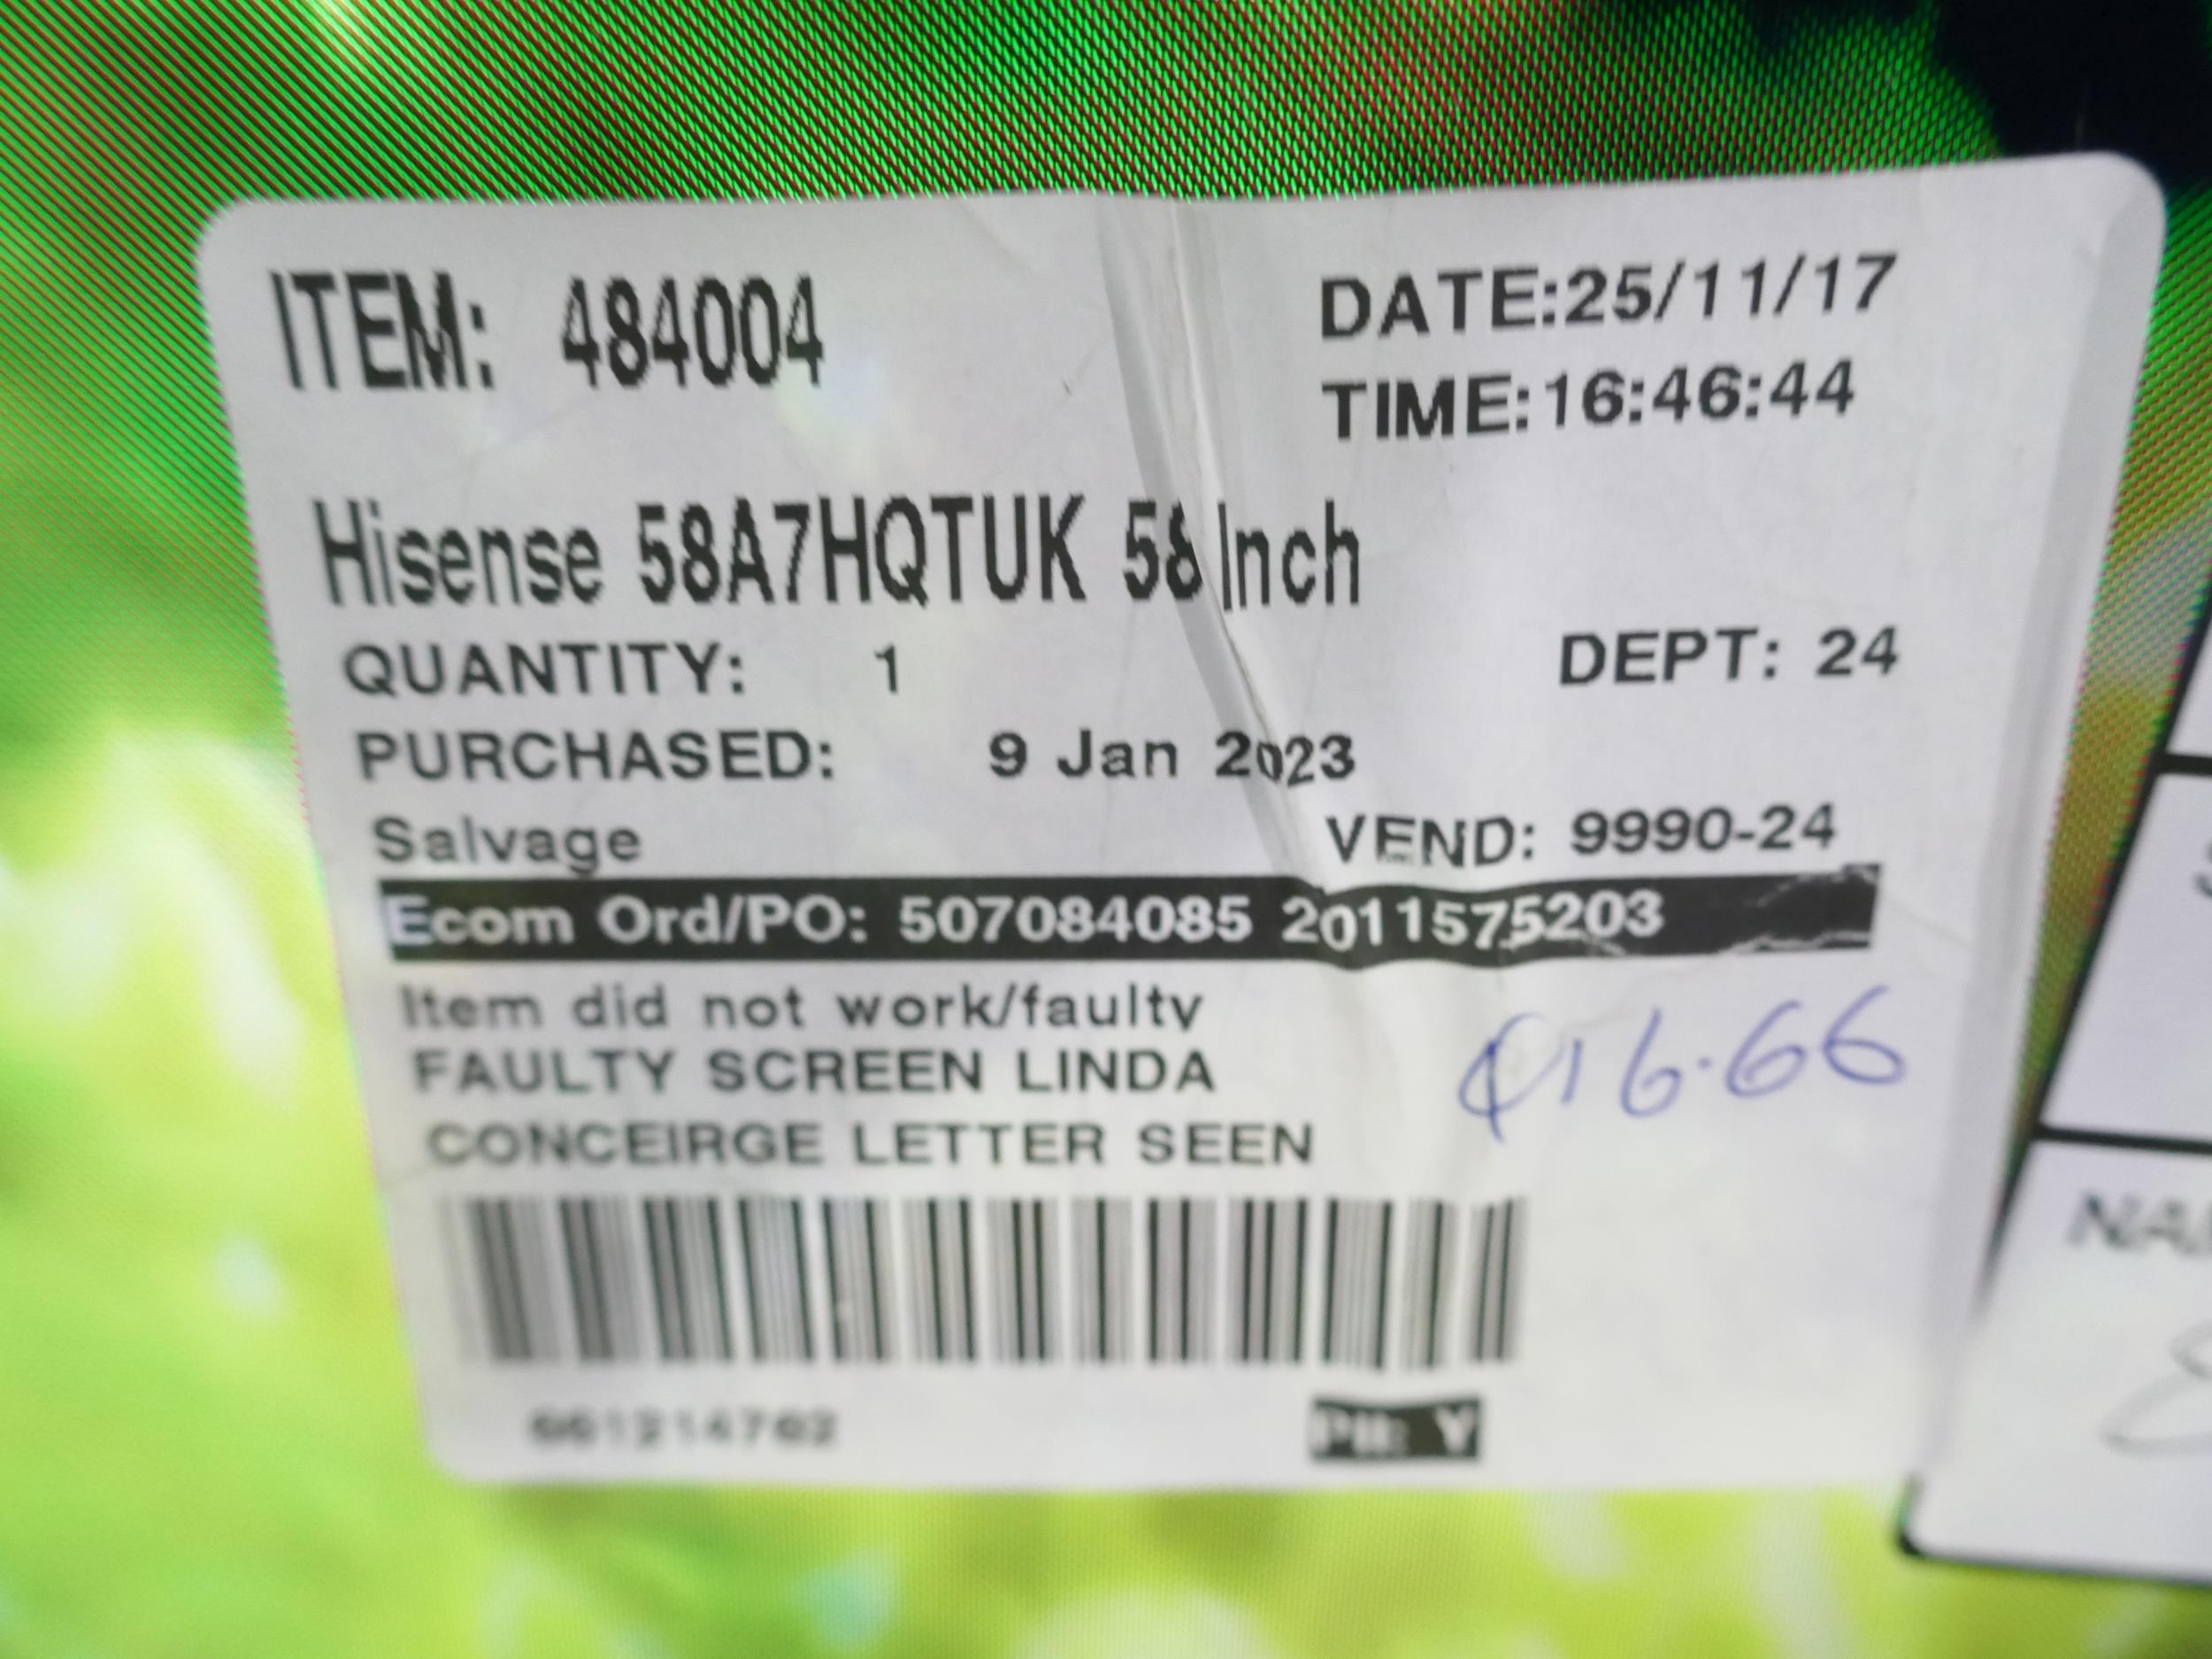 ITEM: 484004
DATE:25/11/17
TIME:16:46:44
Hisense 58A7HQTUK 58 Inch
QUANTITY: 1
DEPT: 24
PURCHASED: 9 Jan 2023
Salvage
VEND: 9990-24
Ecom Ord/PO: 507084085 2011575203
Item did not work/faulty
FAULTY SCREEN LINDA
CONCEIRGE LETTER SEEN
16.66